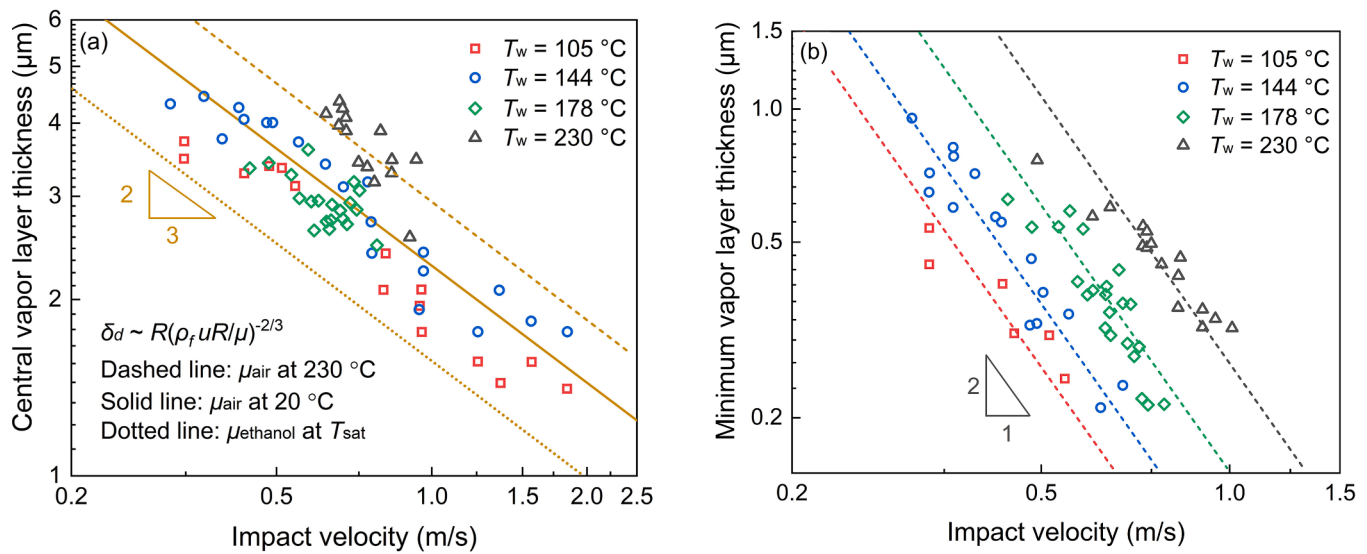 (a)
Central vapor layer thickness (μm)
6
5
4
3
2
1
Tw = 105 °C
Tw = 144 °C
Tw = 178 °C
Tw = 230 °C
2
3
δd ~ R(ρf uR/μ)-2/3
Dashed line: μair at 230 °C
Solid line: μair at 20 °C
Dotted line: μethanol at Tsat
0.2 0.5 1.0 1.5 2.0 2.5
Impact velocity (m/s)
(b)
Minimum vapor layer thickness (μm)
1.5
1.0
0.5
0.2
Tw = 105 °C
Tw = 144 °C
Tw = 178 °C
Tw = 230 °C
2
1
0.2 0.5 1.0 1.5
Impact velocity (m/s)